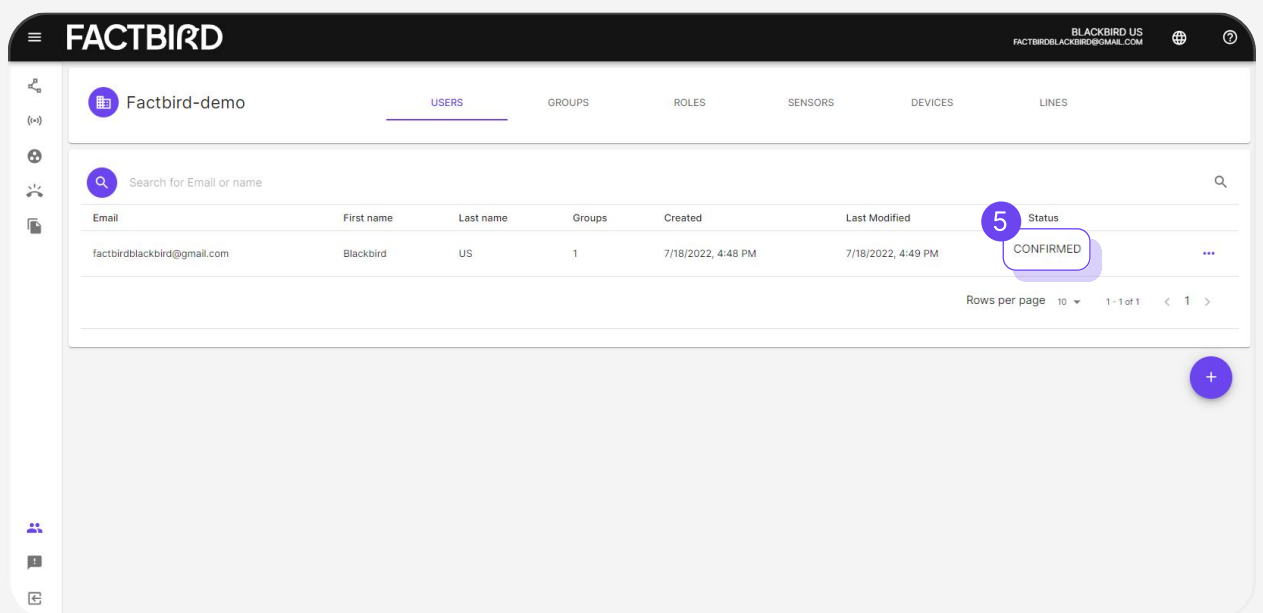 FACTBIRD
BLACKBIRD US
FACTBIRDBLACKBIRD@GMAIL.COM
Factbird-demo
USERS GROUPS ROLES SENSORS DEVICES LINES
Search for Email or name
Email First name Last name Groups Created Last Modified 5 Status
factbirdblackbird@gmail.com Blackbird US 1 7/18/2022, 4:48 PM 7/18/2022, 4:49 PM CONFIRMED
Rows per page 10 1 - 1 of 1 1